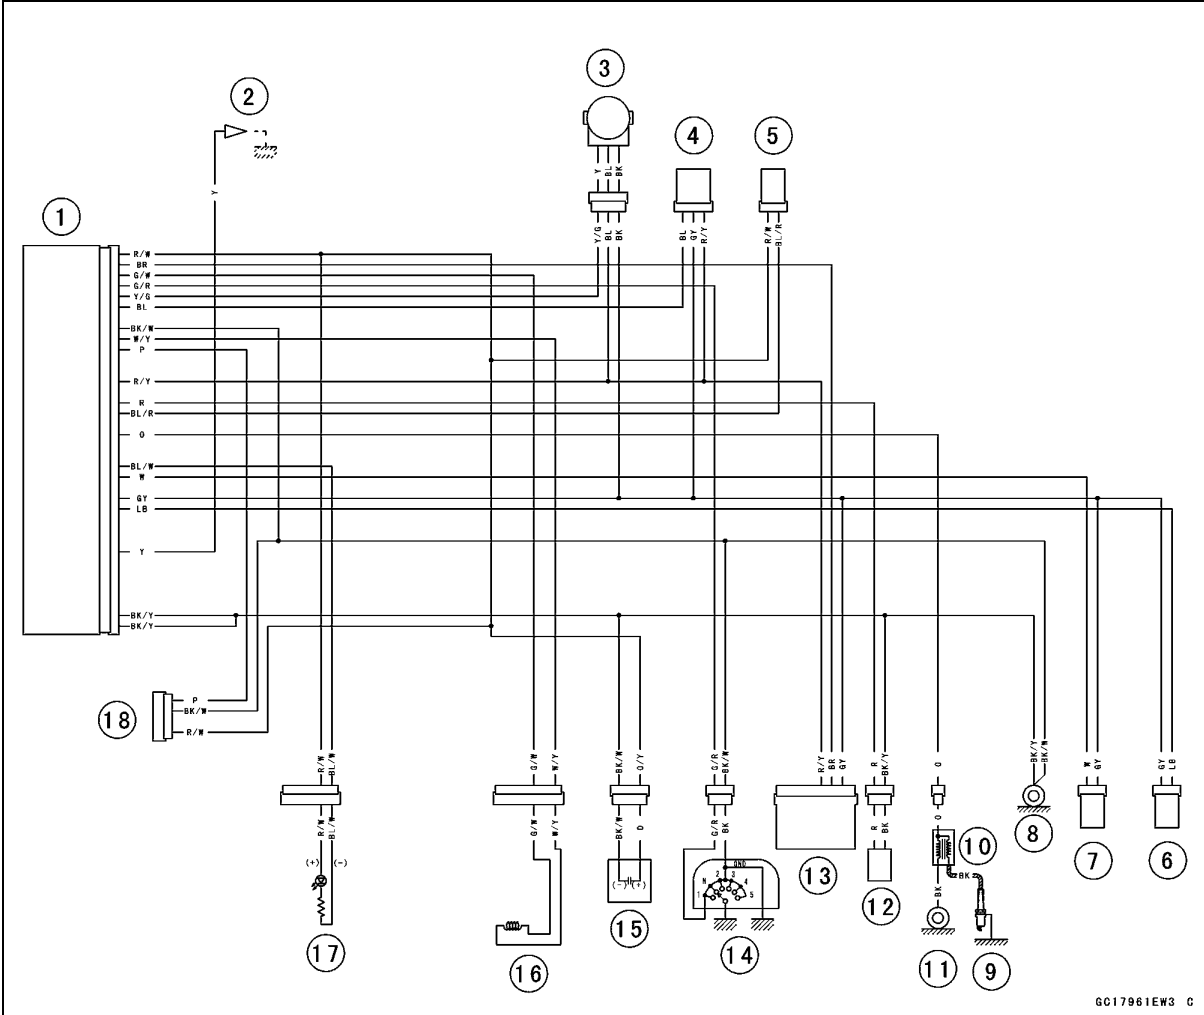 3
2
4
5
1
Y
Y BL BK
Y/G BL BK
BL GY R/Y
R/W BL/R
R/W
BR
G/W
G/R
Y/G
BL
BK/W
W/Y
P
R/Y
R
BL/R
O
BL/W
W
GY
LB
Y
BK/Y
BK/Y
18
P
BK/W
R/W
R/W BL/W
G/W W/Y
BK/W O/Y
G/R BK/W
R/Y BR GY
R BK/Y
O
BK/Y BK/W
W GY
GY LB
R/W BL/W
G/W W/Y
BK/W O
G/R BK
R BK
O
(+) (-)
(-) (+)
GND
1 N 2 3 4 5
BK
BK
17
16
15
14
13
12
11
10
9
8
7
6
GC17961EW3 C